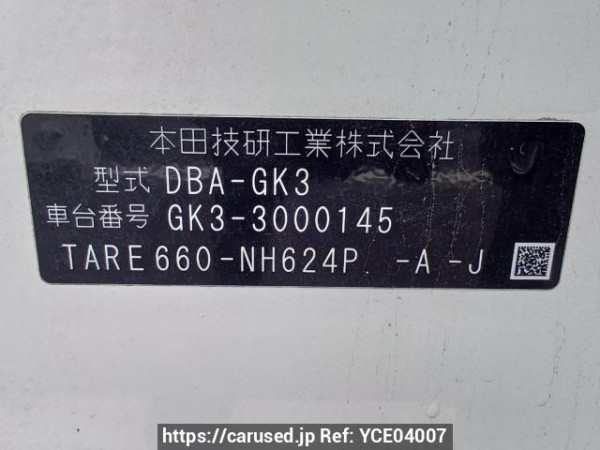 本田技研工業株式会社
型式 DBA-GK3
車台番号 GK3-3000145
TARE660-NH624P -A -J
https://carused.jp Ref: YCE04007